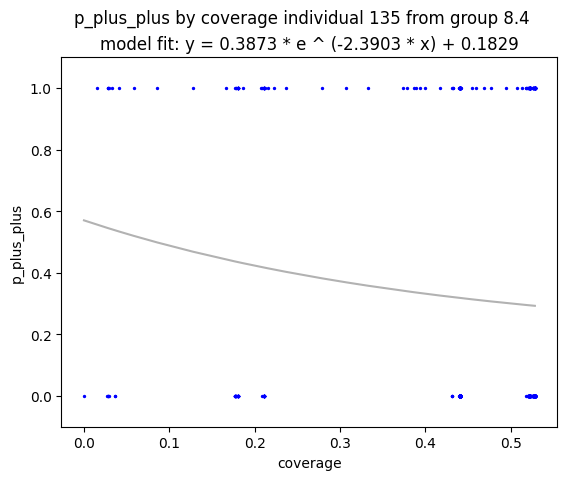 p_plus_plus by coverage individual 135 from group 8.4
model fit: y = 0.3873 * e ^ (-2.3903 * x) + 0.1829
1.0
0.8
0.6
0.4
0.2
0.0
p_plus_plus
0.0 0.1 0.2 0.3 0.4 0.5
coverage